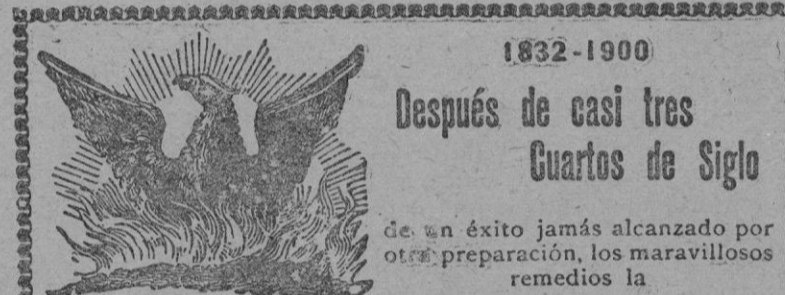 1832-1900
Después de casi tres
Cuartos de Siglo
de un éxito jamás alcanzado por
otra preparación, los maravillosos
remedios la